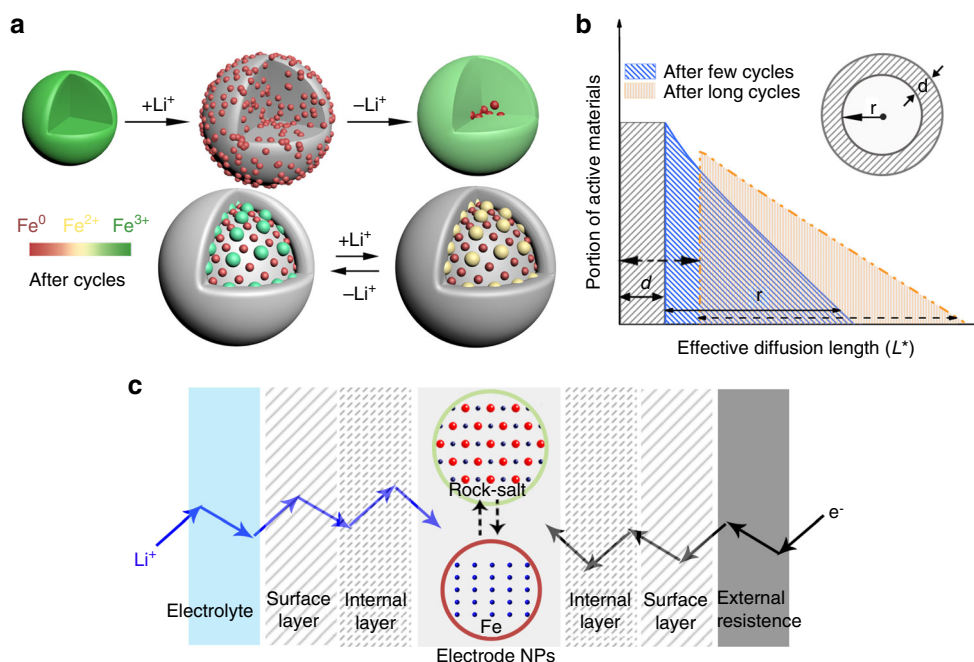 a
+Li⁺
–Li⁺
Fe⁰ Fe²⁺ Fe³⁺
After cycles
+Li⁺
–Li⁺
b
After few cycles
After long cycles
d
r
Portion of active materials
d
r
Effective diffusion length (L*)
c
Li⁺
e⁻
Rock-salt
Fe
Electrolyte
Surface
layer
Internal
layer
Internal
layer
Surface
layer
External
resistence
Electrode NPs